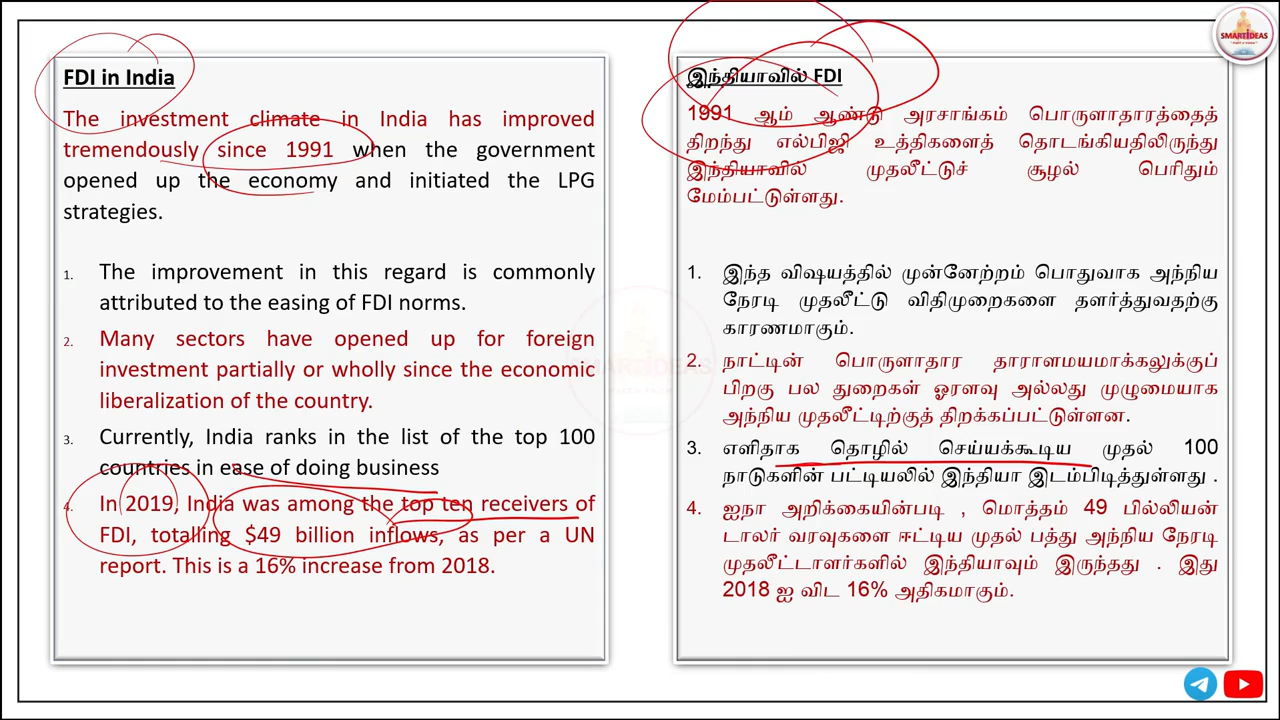 SMARTIDEAS
FDI in India
The investment climate in India has improved
tremendously since 1991 when the government
opened up the economy and initiated the LPG
strategies.
1. The improvement in this regard is commonly
attributed to the easing of FDI norms.
2. Many sectors have opened up for foreign
investment partially or wholly since the economic
liberalization of the country.
3. Currently, India ranks in the list of the top 100
countries in ease of doing business
4. In 2019, India was among the top ten receivers of
FDI, totalling $49 billion inflows, as per a UN
report. This is a 16% increase from 2018.
இந்தியாவில் FDI
1991 ஆம் ஆண்டு அரசாங்கம் பொருளாதாரத்தைத்
திறந்து எல்பிஜி உத்திகளைத் தொடங்கியதிலிருந்து
இந்தியாவில் முதலீட்டுச் சூழல் பெரிதும்
மேம்பட்டுள்ளது.
1. இந்த விஷயத்தில் முன்னேற்றம் பொதுவாக அந்நிய
நேரடி முதலீட்டு விதிமுறைகளை தளர்த்துவதற்கு
காரணமாகும்.
2. நாட்டின் பொருளாதார தாராளமயமாக்கலுக்குப்
பிறகு பல துறைகள் ஓரளவு அல்லது முழுமையாக
அந்நிய முதலீட்டிற்குத் திறக்கப்பட்டுள்ளன.
3. எளிதாக தொழில் செய்யக்கூடிய முதல் 100
நாடுகளின் பட்டியலில் இந்தியா இடம்பிடித்துள்ளது .
4. ஐநா அறிக்கையின்படி , மொத்தம் 49 பில்லியன்
டாலர் வரவுகளை ஈட்டிய முதல் பத்து அந்நிய நேரடி
முதலீட்டாளர்களில் இந்தியாவும் இருந்தது . இது
2018 ஐ விட 16% அதிகமாகும்.
SMARTIDEAS